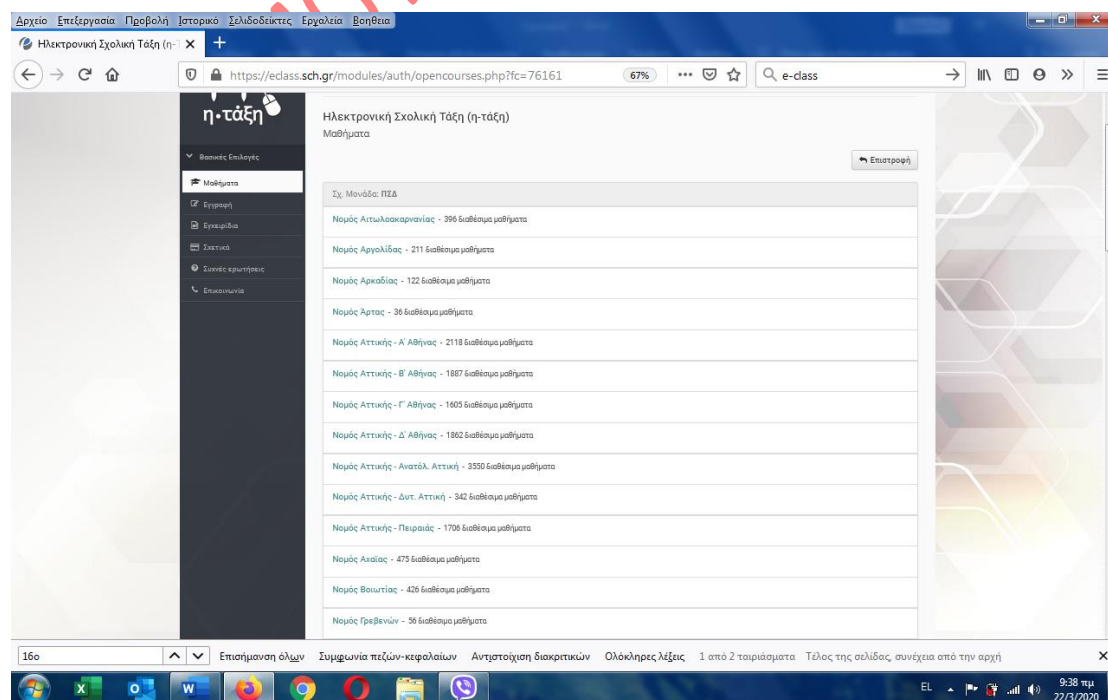 Αρχείο Επεξεργασία Προβολή Ιστορικό Σελιδοδείκτες Εργαλεία Βοήθεια
Ηλεκτρονική Σχολική Τάξη (η-
https://eclass.sch.gr/modules/auth/opencourses.php?fc=76161 67% e-class
η·τάξη
Ηλεκτρονική Σχολική Τάξη (η-τάξη)
Μαθήματα
Επιστροφή
Βασικές Επιλογές
Μαθήματα
Εγγραφή
Εγχειρίδια
Σχετικά
Συχνές ερωτήσεις
Επικοινωνία
Σχ. Μονάδα: ΠΣΔ
Νομός Αιτωλοακαρνανίας - 396 διαθέσιμα μαθήματα
Νομός Αργολίδας - 211 διαθέσιμα μαθήματα
Νομός Αρκαδίας - 122 διαθέσιμα μαθήματα
Νομός Άρτας - 36 διαθέσιμα μαθήματα
Νομός Αττικής - Α' Αθήνας - 2118 διαθέσιμα μαθήματα
Νομός Αττικής - Β' Αθήνας - 1887 διαθέσιμα μαθήματα
Νομός Αττικής - Γ' Αθήνας - 1605 διαθέσιμα μαθήματα
Νομός Αττικής - Δ' Αθήνας - 1862 διαθέσιμα μαθήματα
Νομός Αττικής - Ανατόλ. Αττική - 3550 διαθέσιμα μαθήματα
Νομός Αττικής - Δυτ. Αττική - 342 διαθέσιμα μαθήματα
Νομός Αττικής - Πειραιάς - 1706 διαθέσιμα μαθήματα
Νομός Αχαΐας - 475 διαθέσιμα μαθήματα
Νομός Βοιωτίας - 426 διαθέσιμα μαθήματα
Νομός Γρεβενών - 56 διαθέσιμα μαθήματα
16ο Επισήμανση όλων Συμφωνία πεζών-κεφαλαίων Αντιστοίχιση διακριτικών Ολόκληρες λέξεις 1 από 2 ταιριάσματα Τέλος της σελίδας, συνέχεια από την αρχή
EL 9:38 πμ
22/3/2020